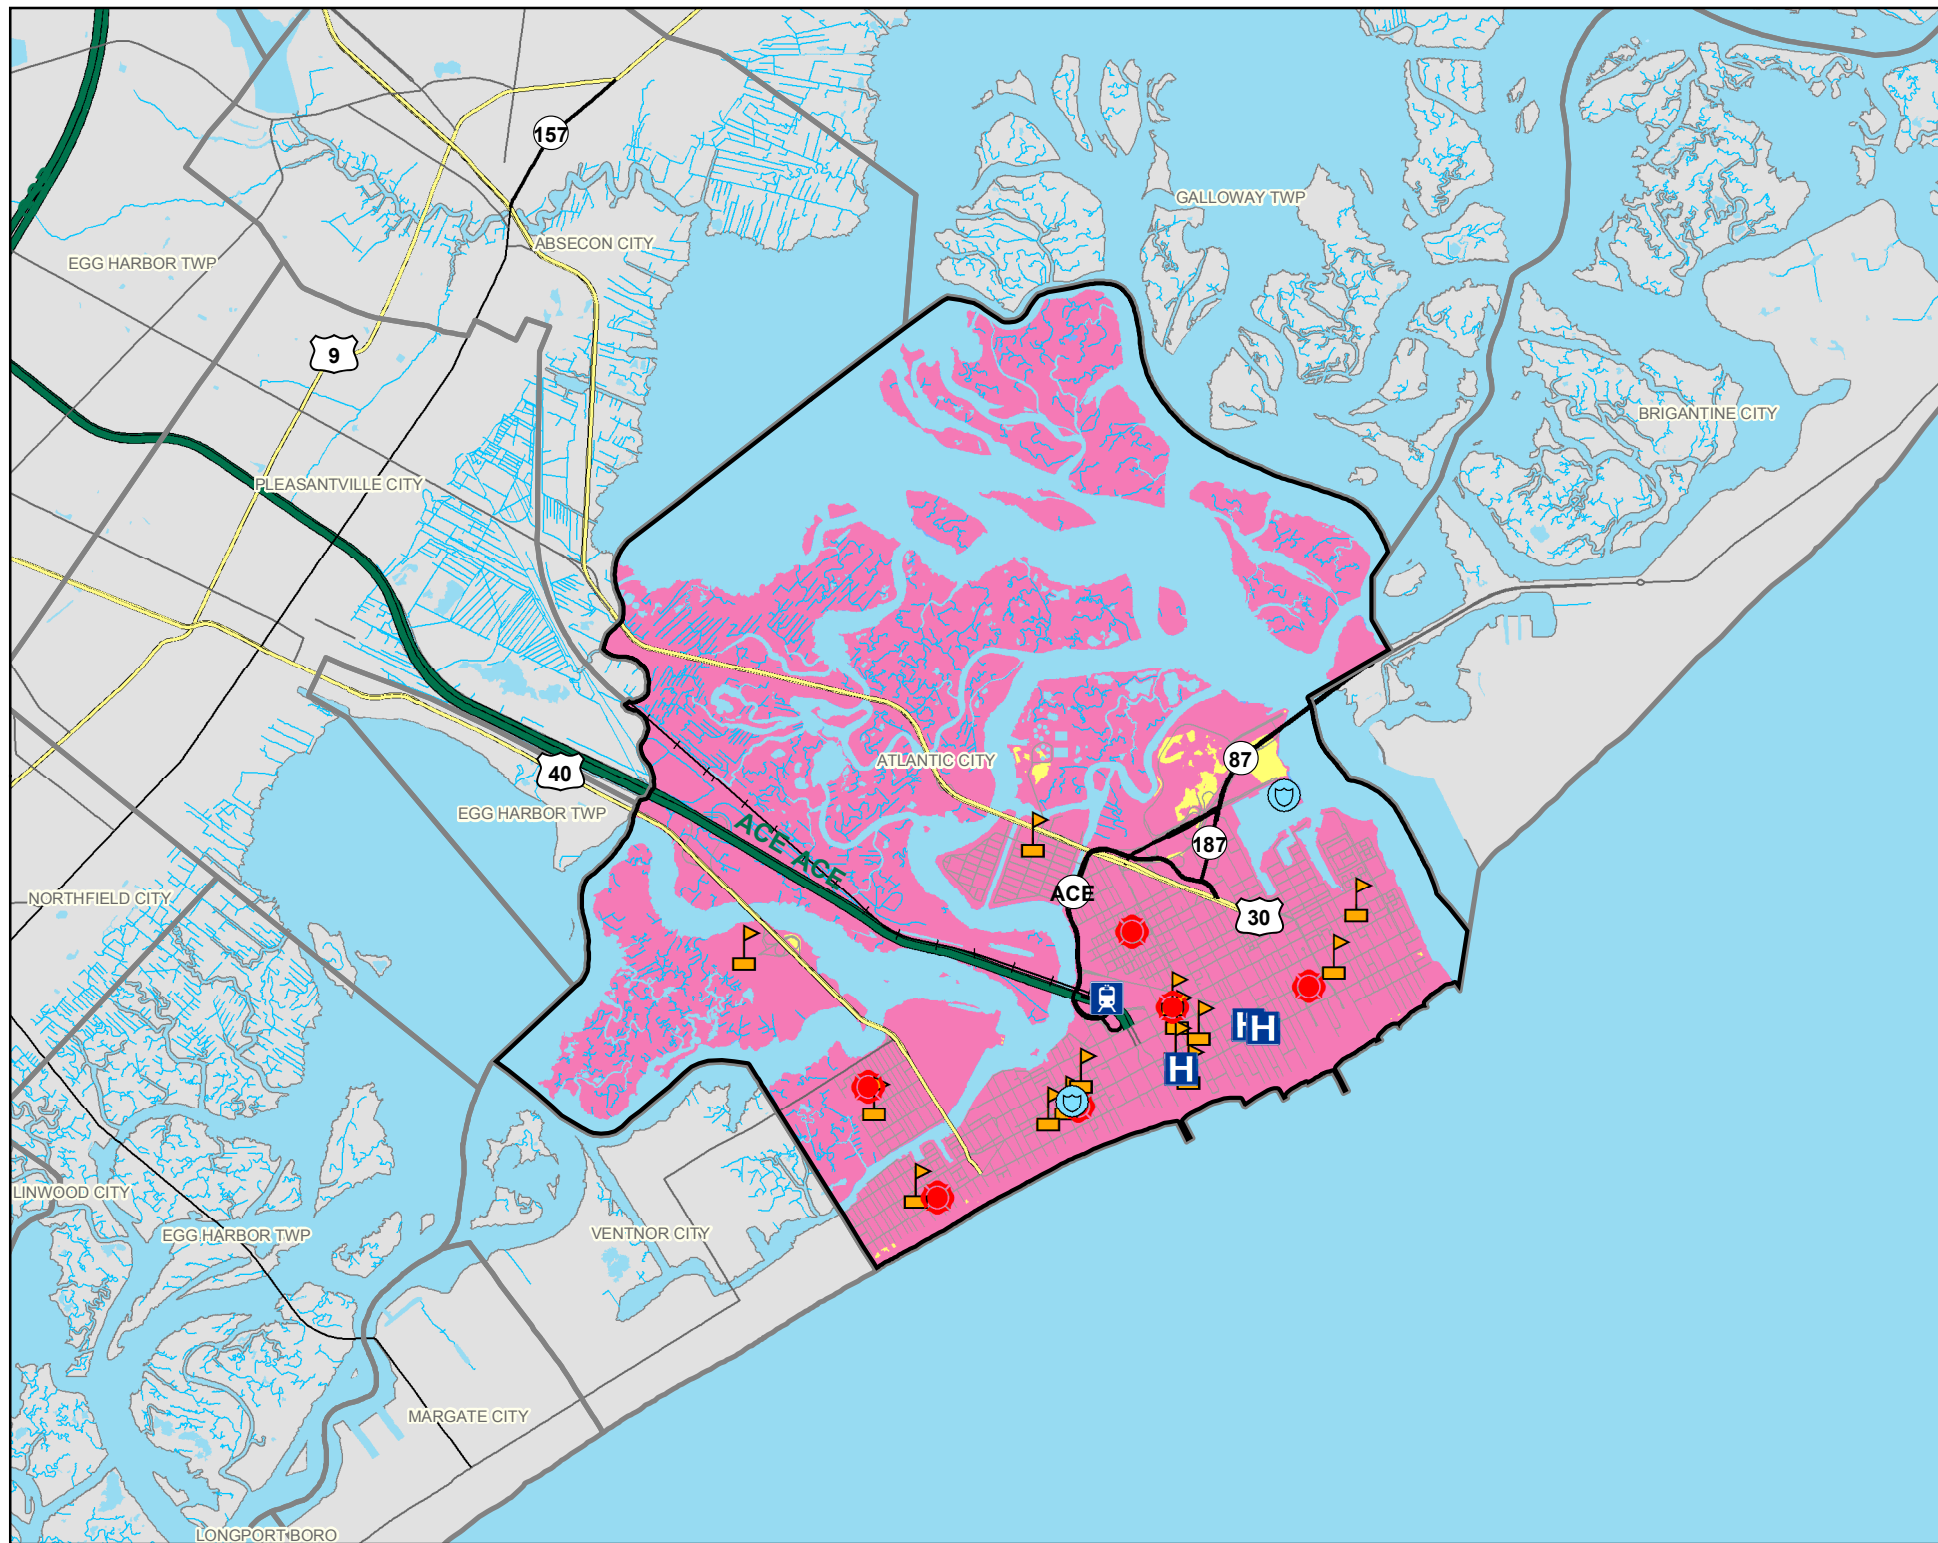 157
GALLOWAY TWP
ABSECON CITY
EGG HARBOR TWP
9
BRIGANTINE CITY
PLEASANTVILLE CITY
ATLANTIC CITY
87
40
EGG HARBOR TWP
ACE ACE
187
ACE
NORTHFIELD CITY
30
H
H
H
LINWOOD CITY
EGG HARBOR TWP
VENTNOR CITY
MARGATE CITY
LONGPORT BORO